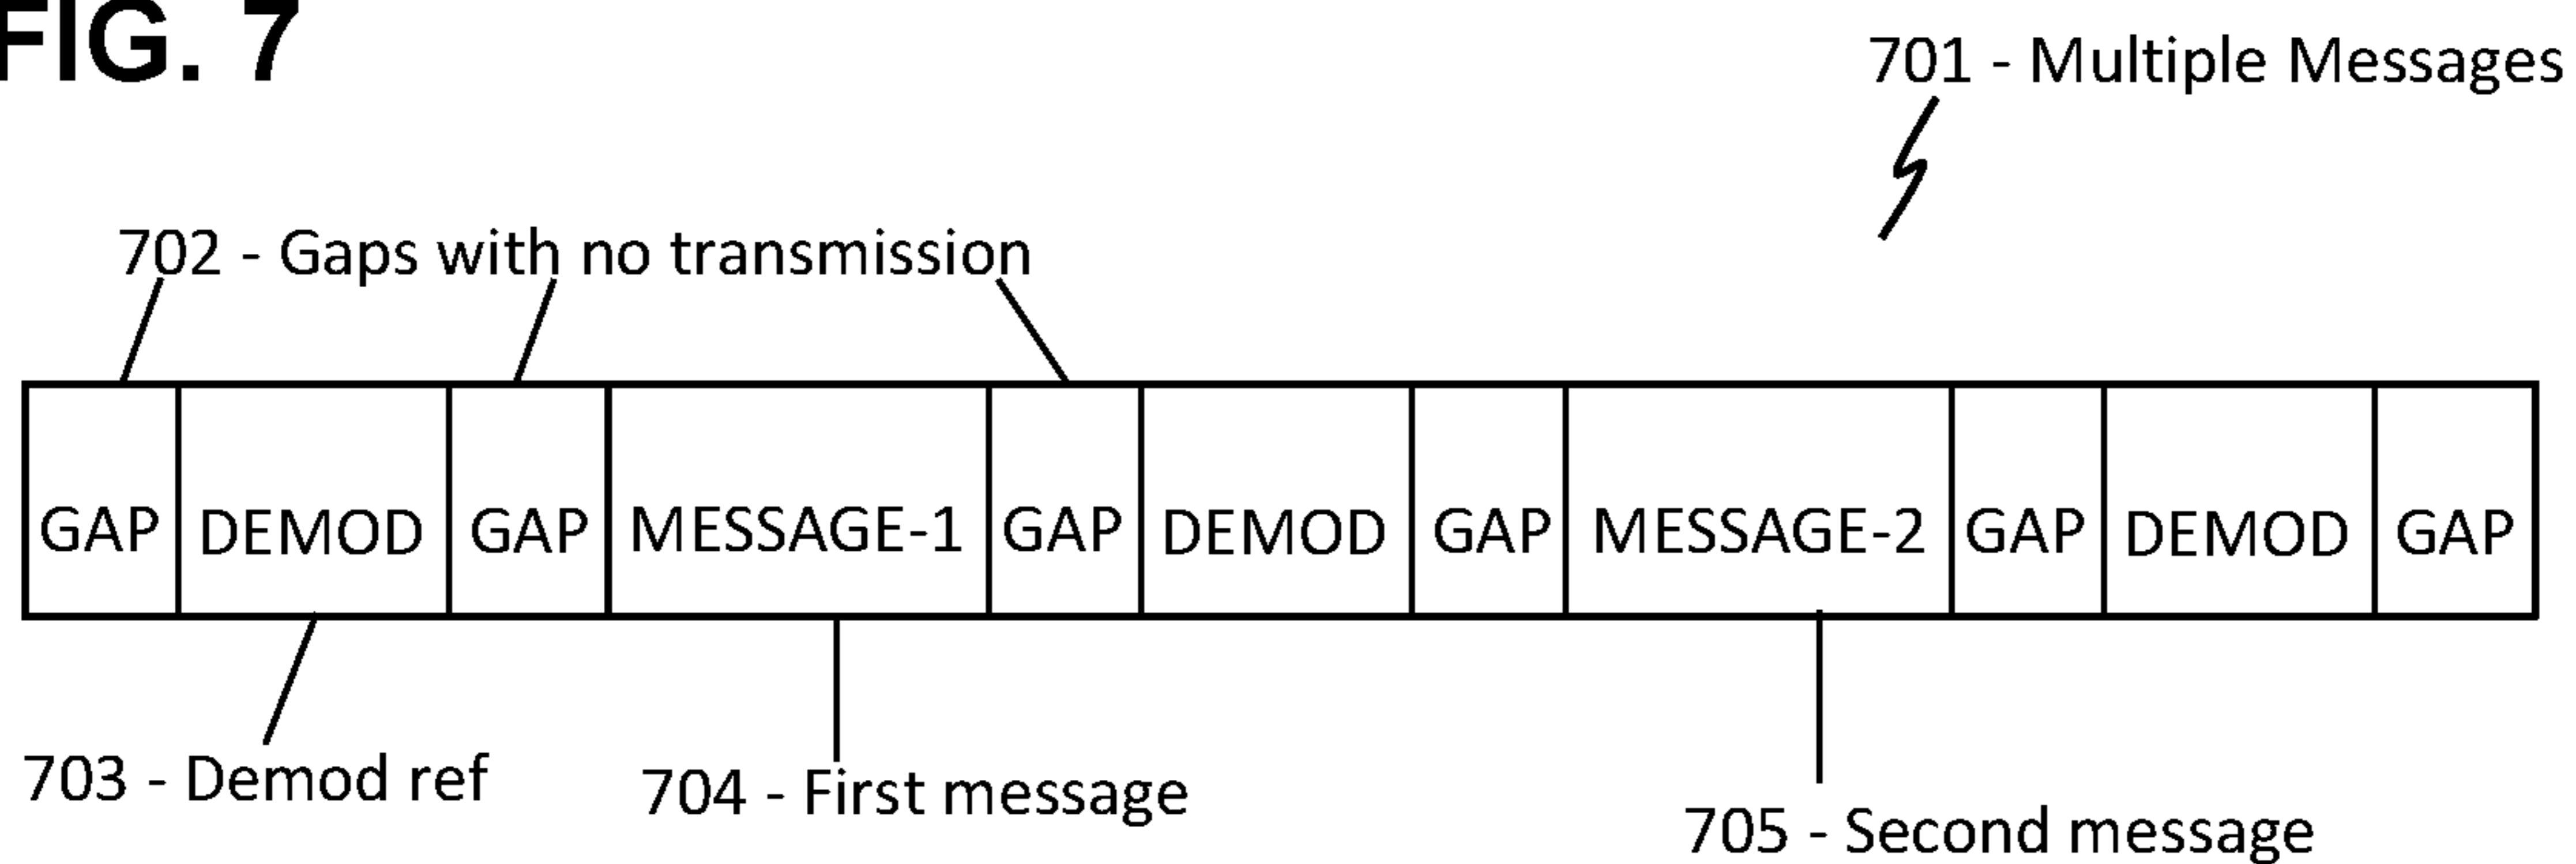 FIG. 7
701 - Multiple Messages
702 - Gaps with no transmission
GAP DEMOD GAP MESSAGE-1 GAP DEMOD GAP MESSAGE-2 GAP DEMOD GAP
703 - Demod ref
704 - First message
705 - Second message